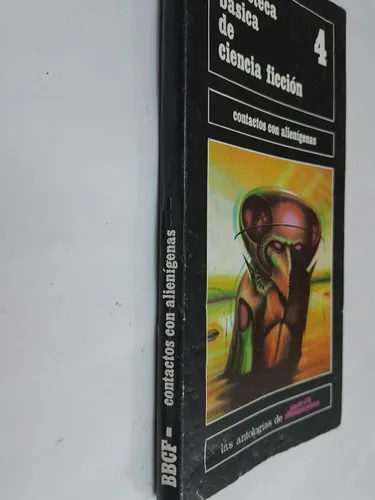 básica
de
ciencia ficción
4
contactos con alienígenas
las antologías de
BBCF - contactos con alienígenas